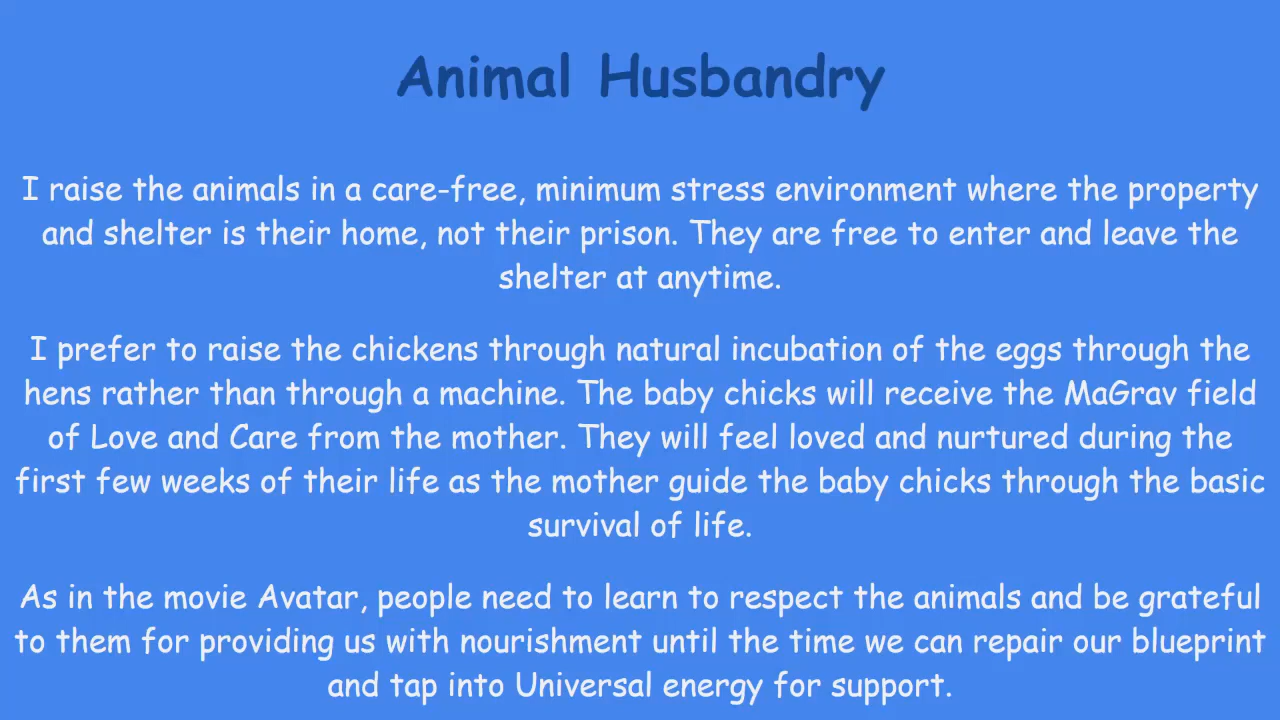 Animal Husbandry
I raise the animals in a care-free, minimum stress environment where the property
and shelter is their home, not their prison. They are free to enter and leave the
shelter at anytime.
I prefer to raise the chickens through natural incubation of the eggs through the
hens rather than through a machine. The baby chicks will receive the MaGrav field
of Love and Care from the mother. They will feel loved and nurtured during the
first few weeks of their life as the mother guide the baby chicks through the basic
survival of life.
As in the movie Avatar, people need to learn to respect the animals and be grateful
to them for providing us with nourishment until the time we can repair our blueprint
and tap into Universal energy for support.